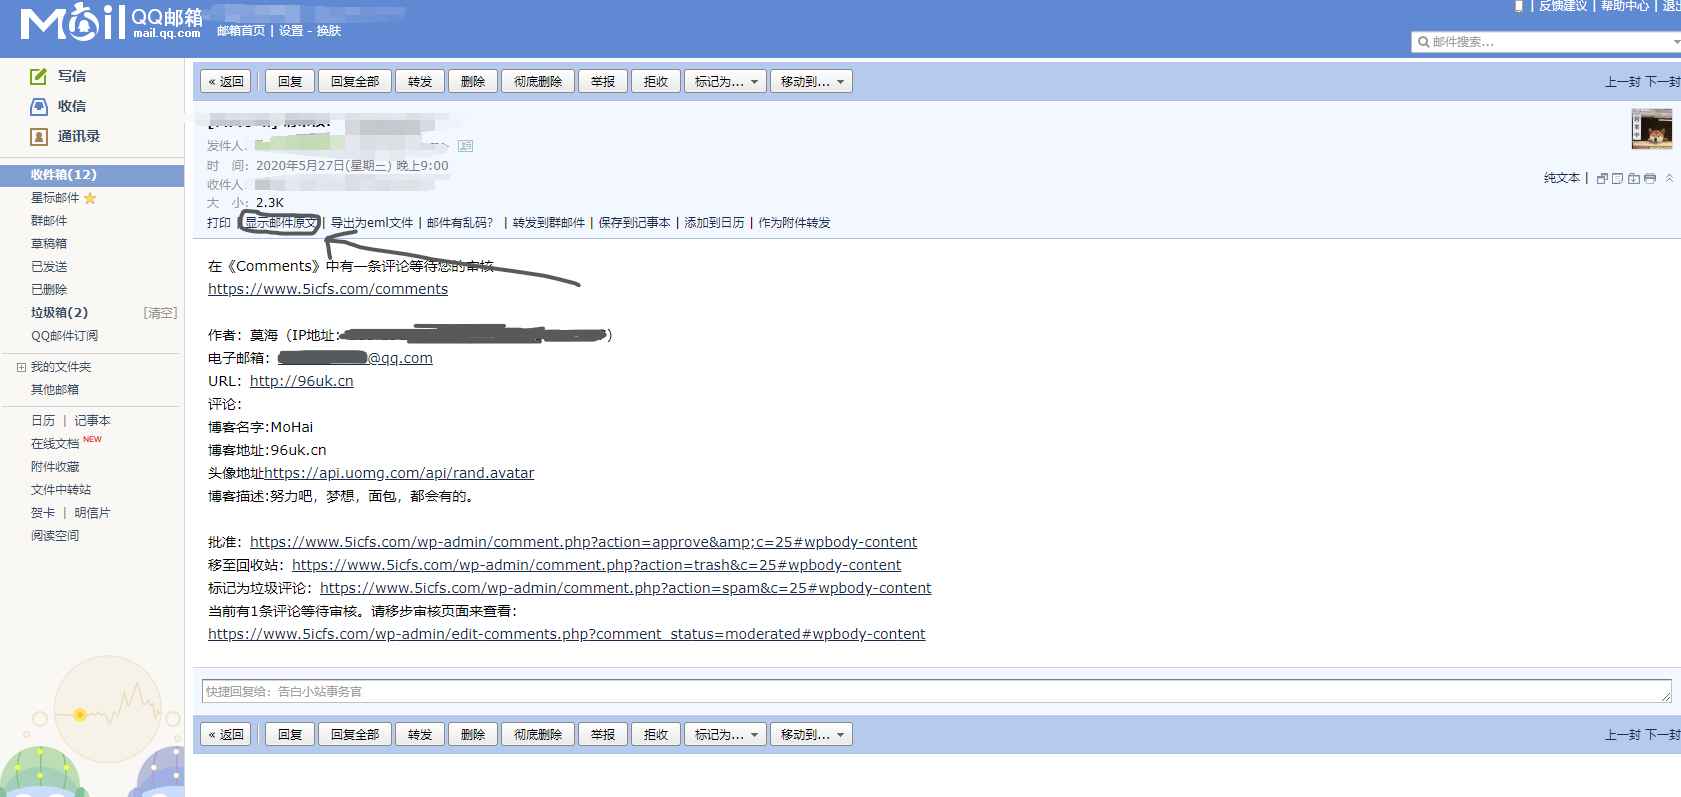 Mail QQ邮箱
mail.qq.com
邮箱首页 | 设置 - 换肤
| 反馈建议 | 帮助中心 | 退出
邮件搜索...
写信
收信
通讯录
收件箱(12)
星标邮件
群邮件
草稿箱
已发送
已删除
垃圾箱(2) [清空]
QQ邮件订阅
我的文件夹
其他邮箱
日历 | 记事本
在线文档 NEW
附件收藏
文件中转站
贺卡 | 明信片
阅读空间
« 返回 回复 回复全部 转发 删除 彻底删除 举报 拒收 标记为... 移动到... 上一封 下一封
发件人
时 间：2020年5月27日(星期三) 晚上9:00
收件人
大 小：2.3K
纯文本 |
打印 | 显示邮件原文 | 导出为eml文件 | 邮件有乱码？ | 转发到群邮件 | 保存到记事本 | 添加到日历 | 作为附件转发
在《Comments》中有一条评论等待您的审核
https://www.5icfs.com/comments
作者：莫海（IP地址：）
电子邮箱：@qq.com
URL：http://96uk.cn
评论：
博客名字:MoHai
博客地址:96uk.cn
头像地址https://api.uomg.com/api/rand.avatar
博客描述:努力吧，梦想，面包，都会有的。
批准：https://www.5icfs.com/wp-admin/comment.php?action=approve&amp;c=25#wpbody-content
移至回收站：https://www.5icfs.com/wp-admin/comment.php?action=trash&c=25#wpbody-content
标记为垃圾评论：https://www.5icfs.com/wp-admin/comment.php?action=spam&c=25#wpbody-content
当前有1条评论等待审核。请移步审核页面来查看：
https://www.5icfs.com/wp-admin/edit-comments.php?comment_status=moderated#wpbody-content
快捷回复给：告白小站事务官
« 返回 回复 回复全部 转发 删除 彻底删除 举报 拒收 标记为... 移动到... 上一封 下一封